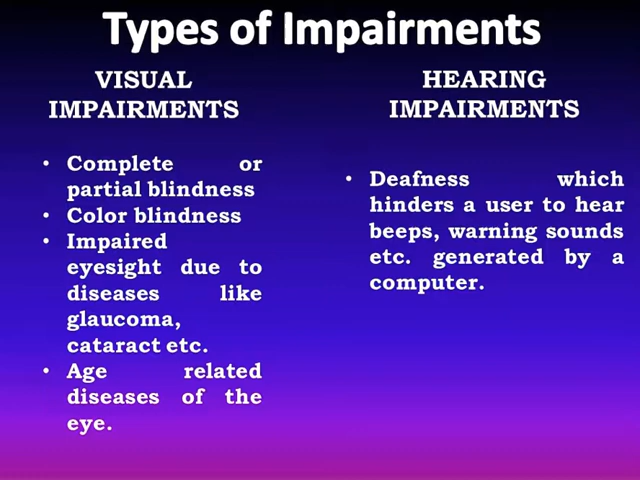 Types of Impairments
VISUAL
IMPAIRMENTS
• Complete or
partial blindness
• Color blindness
• Impaired
eyesight due to
diseases like
glaucoma,
cataract etc.
• Age related
diseases of the
eye.
HEARING
IMPAIRMENTS
• Deafness which
hinders a user to hear
beeps, warning sounds
etc. generated by a
computer.